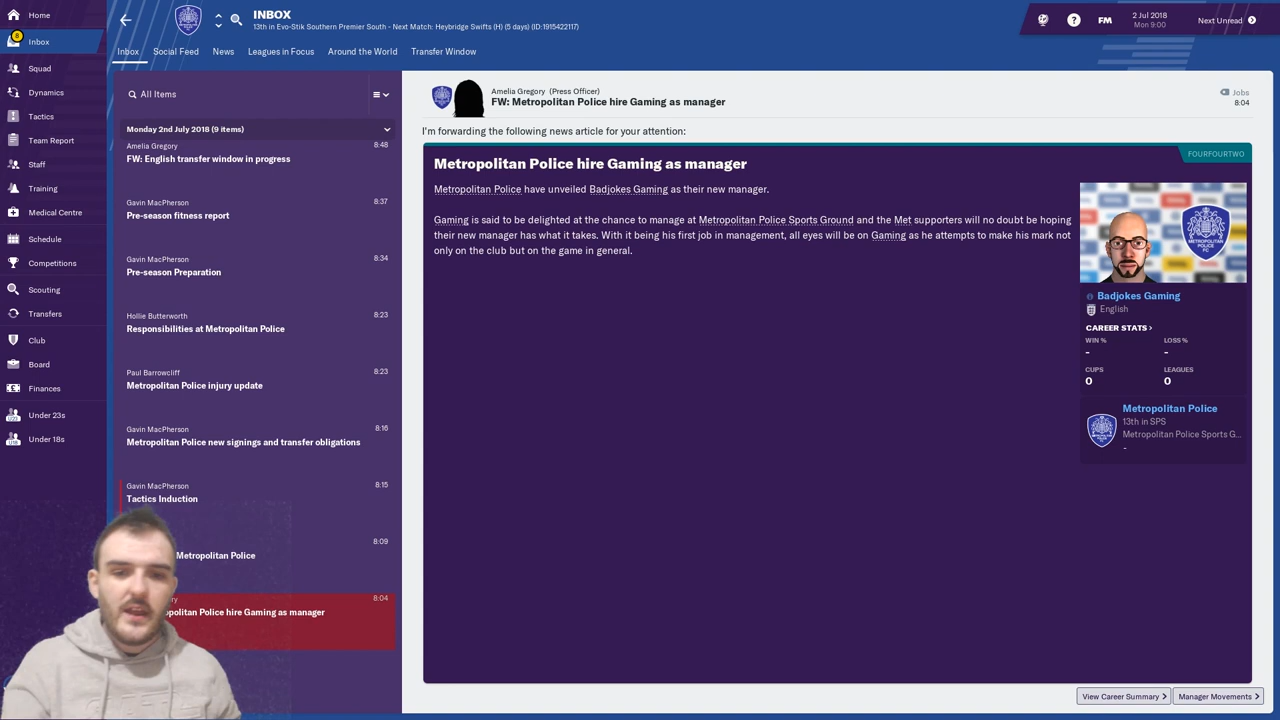 Home
8
Inbox
Squad
Dynamics
Tactics
Team Report
Staff
Training
Medical Centre
Schedule
Competitions
Scouting
Transfers
Club
Board
Finances
Under 23s
Under 18s
INBOX
13th in Evo-Stik Southern Premier South - Next Match: Heybridge Swifts (H) (5 days) (ID:1915422117)
FM
2 Jul 2018
Mon 9:00
Next Unread
Inbox Social Feed News Leagues in Focus Around the World Transfer Window
All Items
Monday 2nd July 2018 (9 items)
Amelia Gregory 8:48
FW: English transfer window in progress
Gavin MacPherson 8:37
Pre-season fitness report
Gavin MacPherson 8:34
Pre-season Preparation
Hollie Butterworth 8:23
Responsibilities at Metropolitan Police
Paul Barrowcliff 8:23
Metropolitan Police injury update
Gavin MacPherson 8:16
Metropolitan Police new signings and transfer obligations
Gavin MacPherson 8:15
Tactics Induction
8:09
Metropolitan Police
8:04
Police hire Gaming as manager
Amelia Gregory (Press Officer)
FW: Metropolitan Police hire Gaming as manager
Jobs
8:04
I'm forwarding the following news article for your attention:
FOURFOURTWO
Metropolitan Police hire Gaming as manager
Metropolitan Police have unveiled Badjokes Gaming as their new manager.
Gaming is said to be delighted at the chance to manage at Metropolitan Police Sports Ground and the Met supporters will no doubt be hoping
their new manager has what it takes. With it being his first job in management, all eyes will be on Gaming as he attempts to make his mark not
only on the club but on the game in general.
METROPOLITAN
POLICE FC
Badjokes Gaming
English
CAREER STATS
WIN % LOSS %
- -
CUPS LEAGUES
0 0
Metropolitan Police
13th in SPS
Metropolitan Police Sports G...
-
View Career Summary
Manager Movements